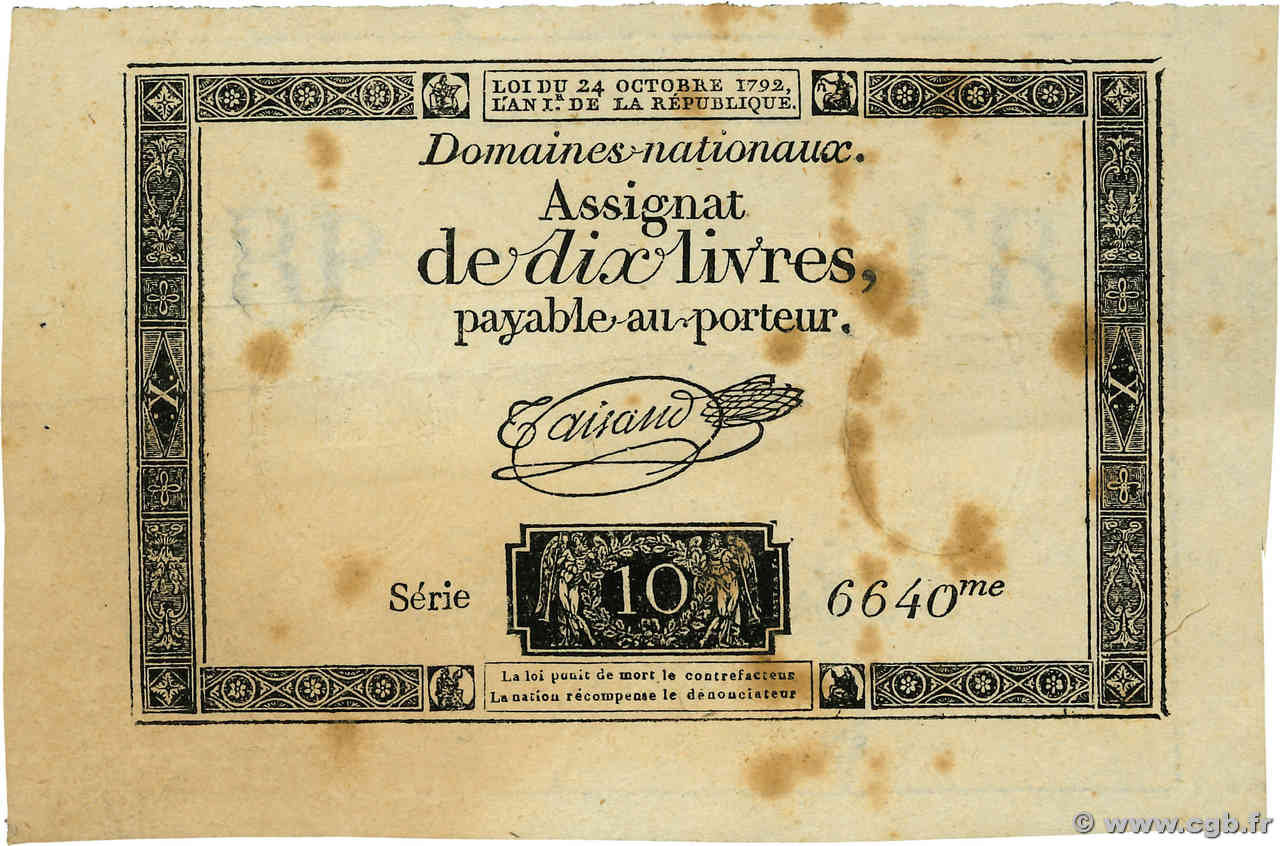 LOI DU 24 OCTOBRE 1792,
L'AN I.ER DE LA RÉPUBLIQUE.
Domaines nationaux.
Assignat
de dix livres,
payable au porteur.
Taisaud
X X
Série 10 6640me
La loi punit de mort le contrefacteur
La nation récompense le dénonciateur
© www.cgb.fr